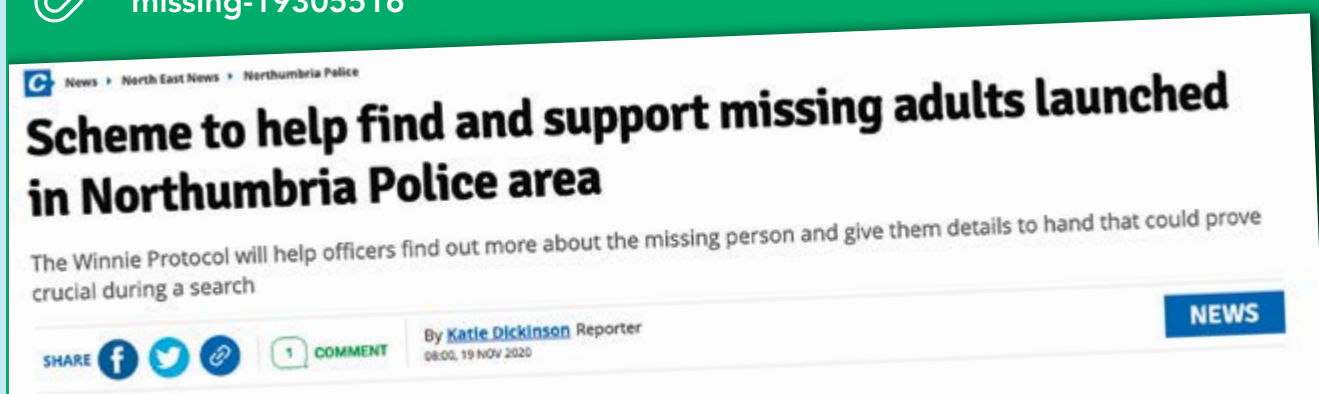 missing-19305516
C News North East News Northumbria Police
Scheme to help find and support missing adults launched
in Northumbria Police area
The Winnie Protocol will help officers find out more about the missing person and give them details to hand that could prove
crucial during a search
SHARE f 1 COMMENT By Katie Dickinson Reporter
08:00, 19 NOV 2020
NEWS